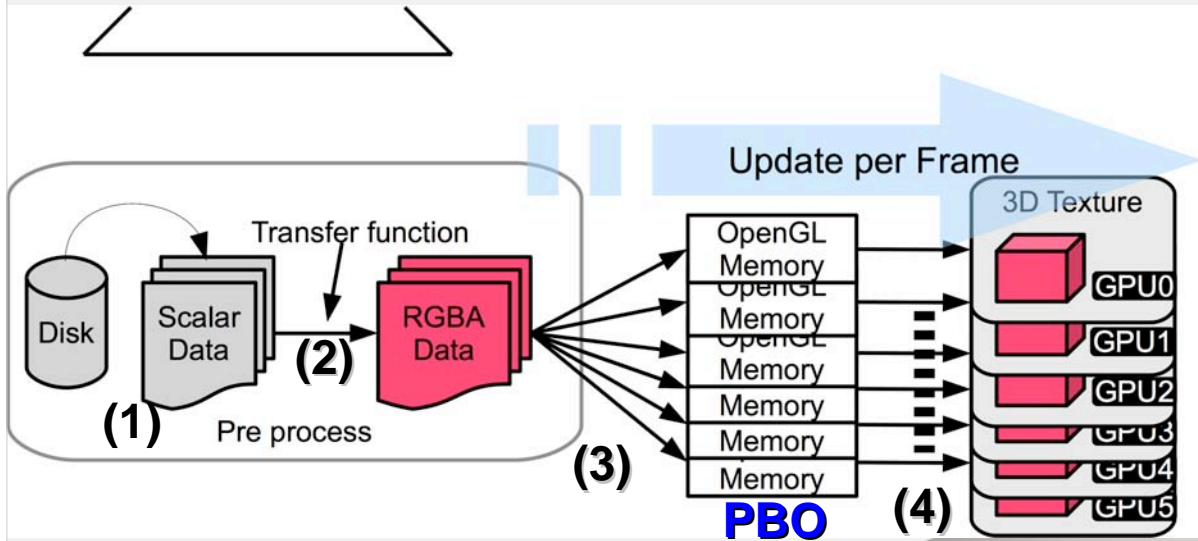 Update per Frame
3D Texture
Transfer function
Disk
Scalar
Data
(1)
(2)
RGBA
Data
Pre process
(3)
OpenGL
Memory
OpenGL
Memory
OpenGL
Memory
Memory
Memory
Memory
PBO
(4)
GPU0
GPU1
GPU2
GPU3
GPU4
GPU5